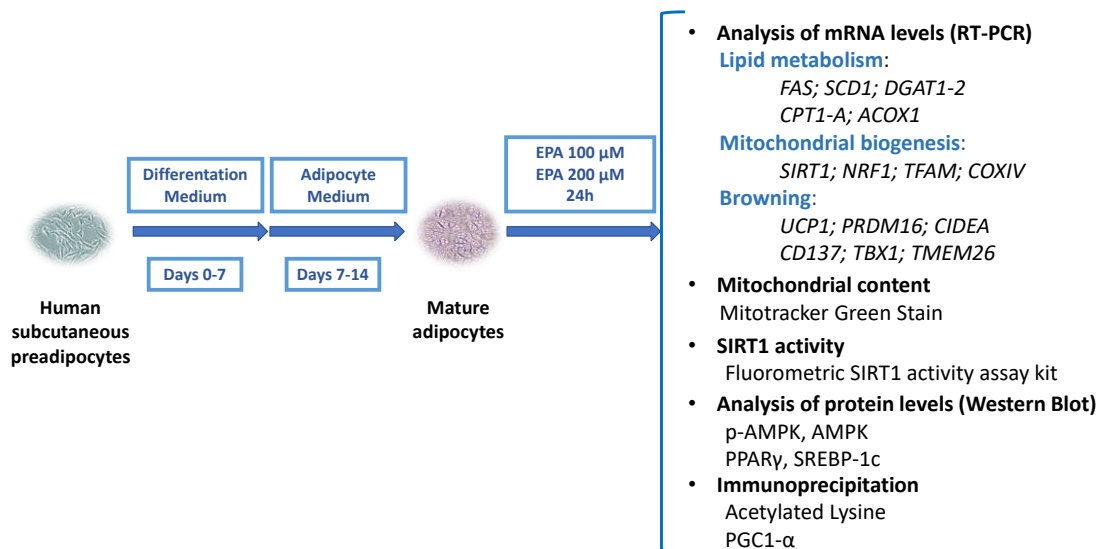 Differentation
Medium
Days 0-7
Adipocyte
Medium
Days 7-14
EPA 100 µM
EPA 200 µM
24h
Human
subcutaneous
preadipocytes
Mature
adipocytes
• Analysis of mRNA levels (RT-PCR)
Lipid metabolism:
FAS; SCD1; DGAT1-2
CPT1-A; ACOX1
Mitochondrial biogenesis:
SIRT1; NRF1; TFAM; COXIV
Browning:
UCP1; PRDM16; CIDEA
CD137; TBX1; TMEM26
• Mitochondrial content
Mitotracker Green Stain
• SIRT1 activity
Fluorometric SIRT1 activity assay kit
• Analysis of protein levels (Western Blot)
p-AMPK, AMPK
PPARγ, SREBP-1c
• Immunoprecipitation
Acetylated Lysine
PGC1-α